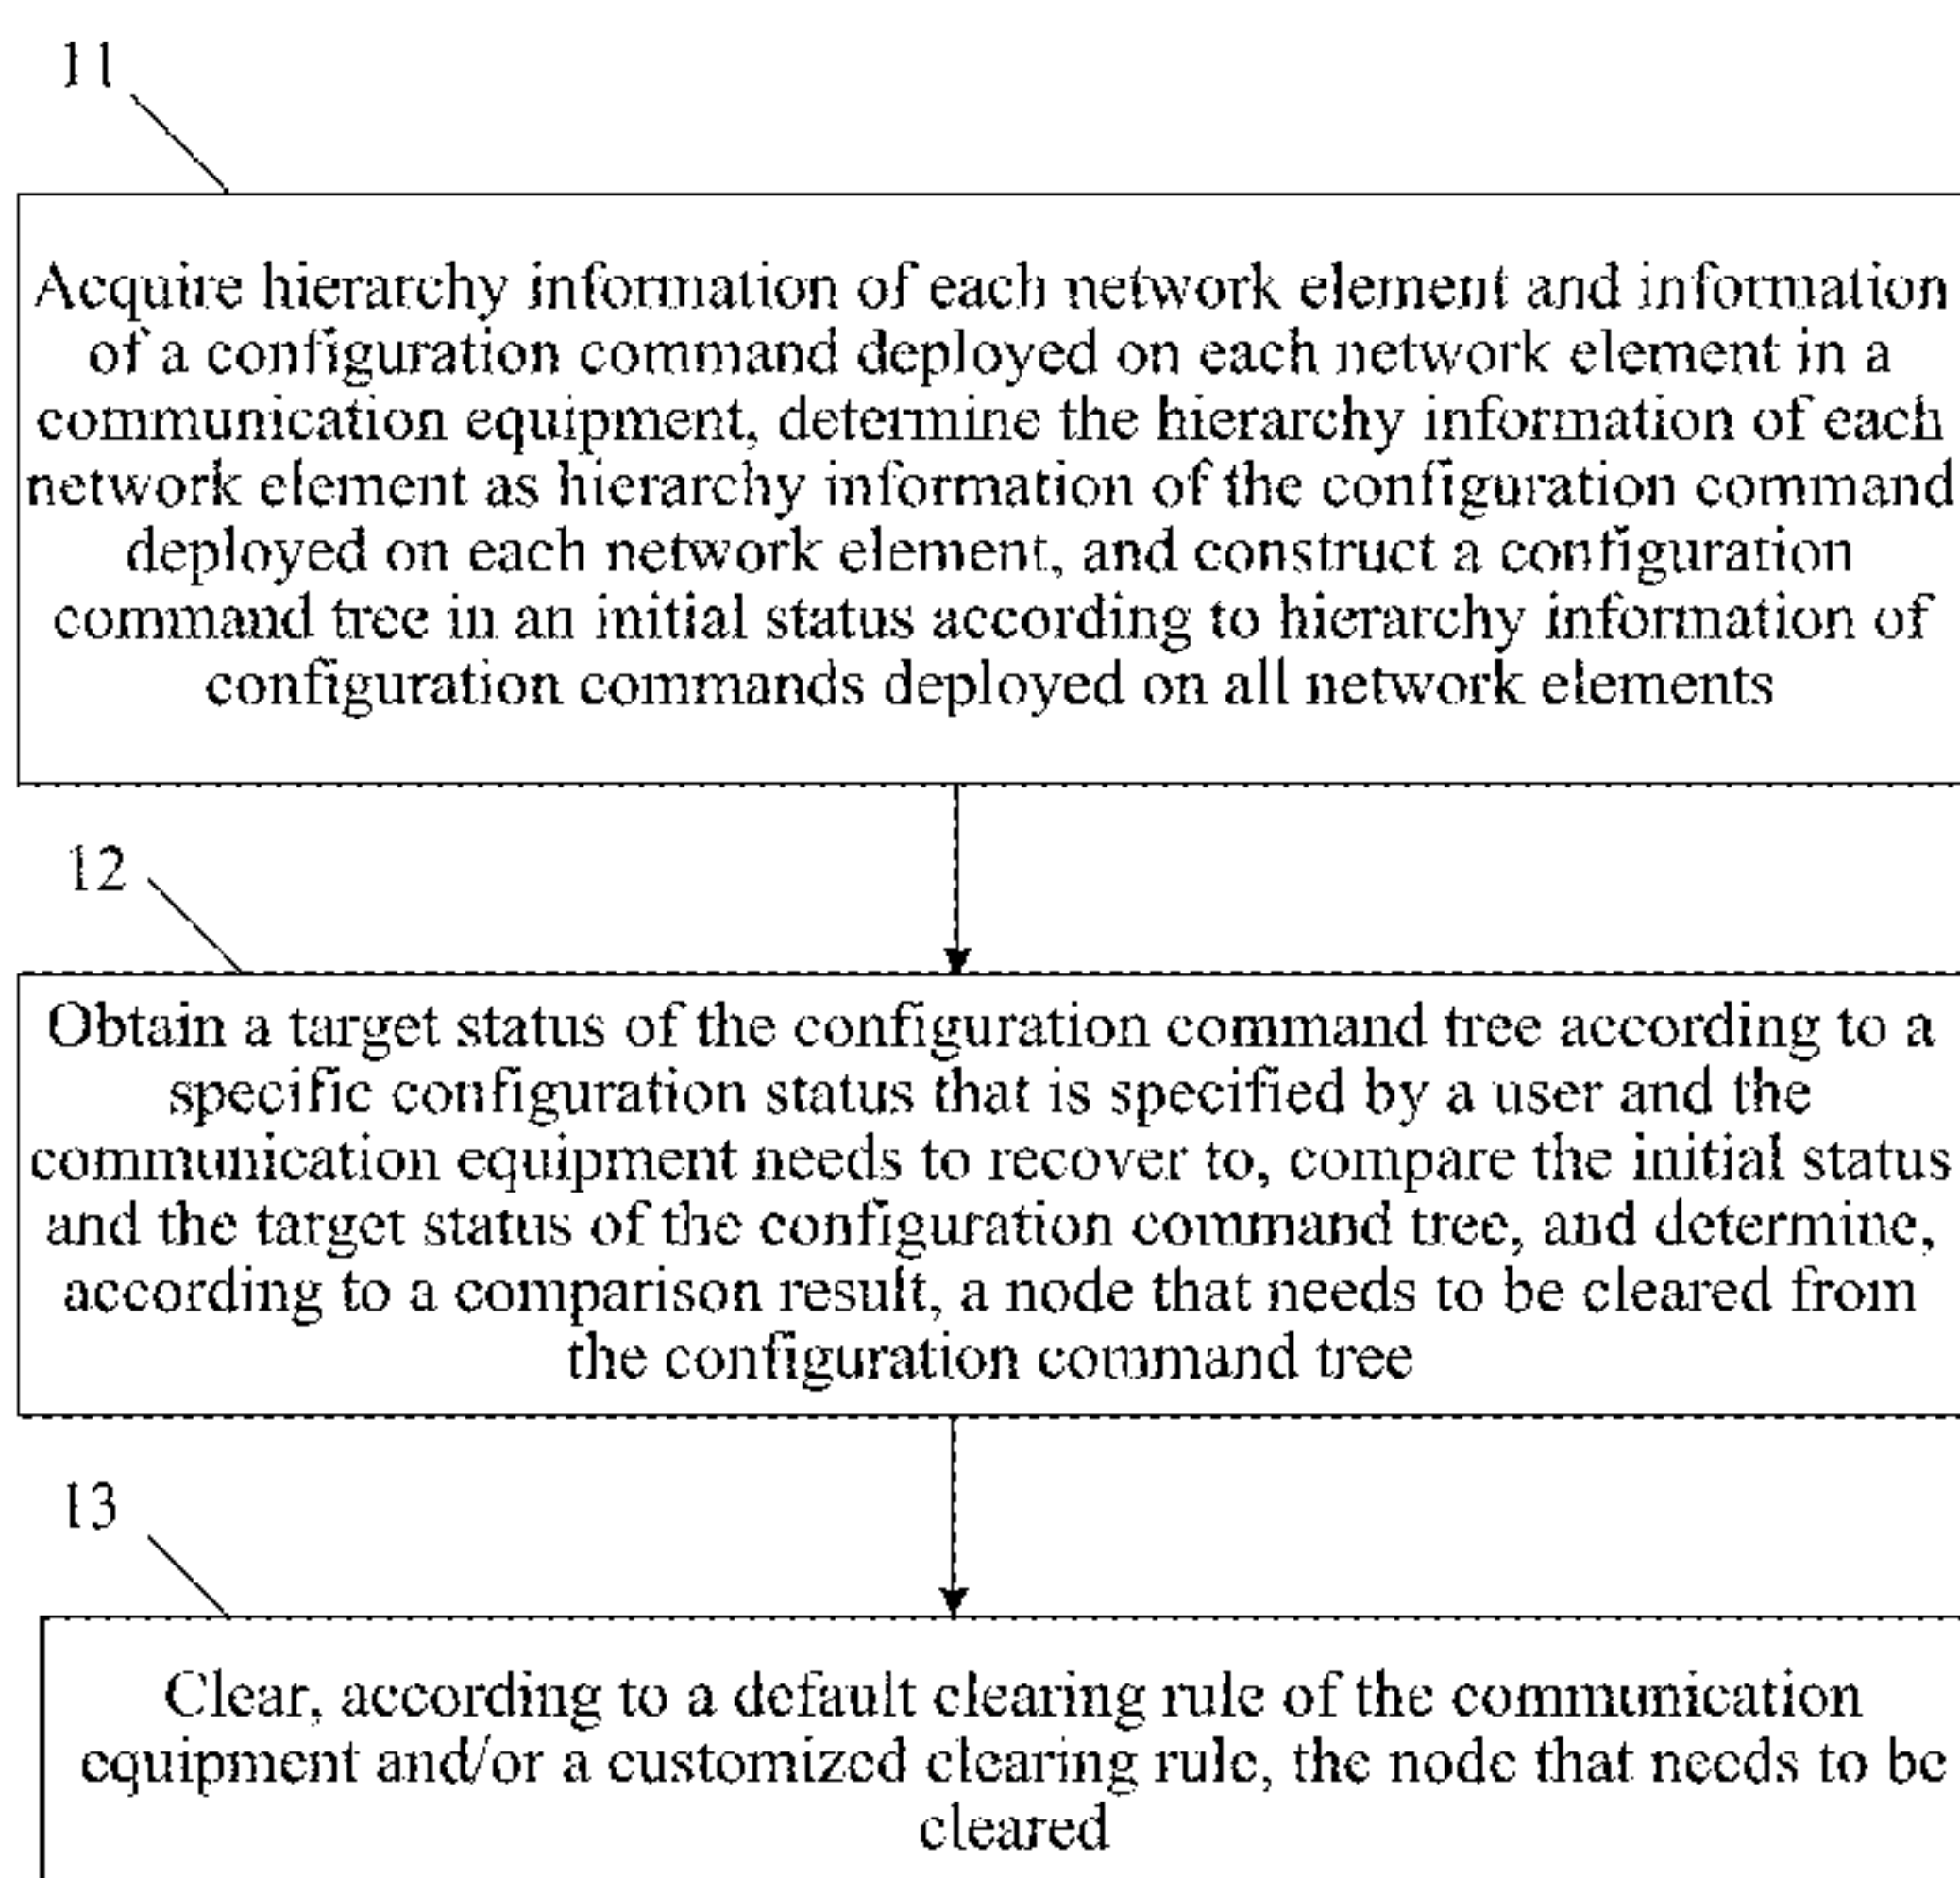 11
Acquire hierarchy information of each network element and information
of a configuration command deployed on each network element in a
communication equipment, determine the hierarchy information of each
network element as hierarchy information of the configuration command
deployed on each network element, and construct a configuration
command tree in an initial status according to hierarchy information of
configuration commands deployed on all network elements
12
Obtain a target status of the configuration command tree according to a
specific configuration status that is specified by a user and the
communication equipment needs to recover to, compare the initial status
and the target status of the configuration command tree, and determine,
according to a comparison result, a node that needs to be cleared from
the configuration command tree
13
Clear, according to a default clearing rule of the communication
equipment and/or a customized clearing rule, the node that needs to be
cleared